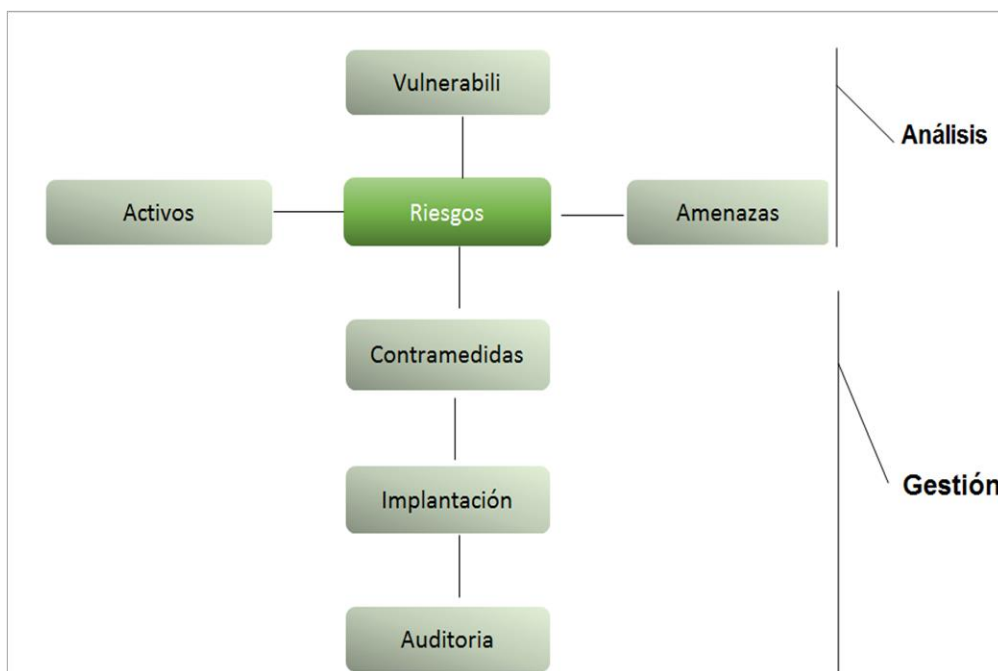 Vulnerabili
Análisis
Activos
Riesgos
Amenazas
Contramedidas
Gestión
Implantación
Auditoria